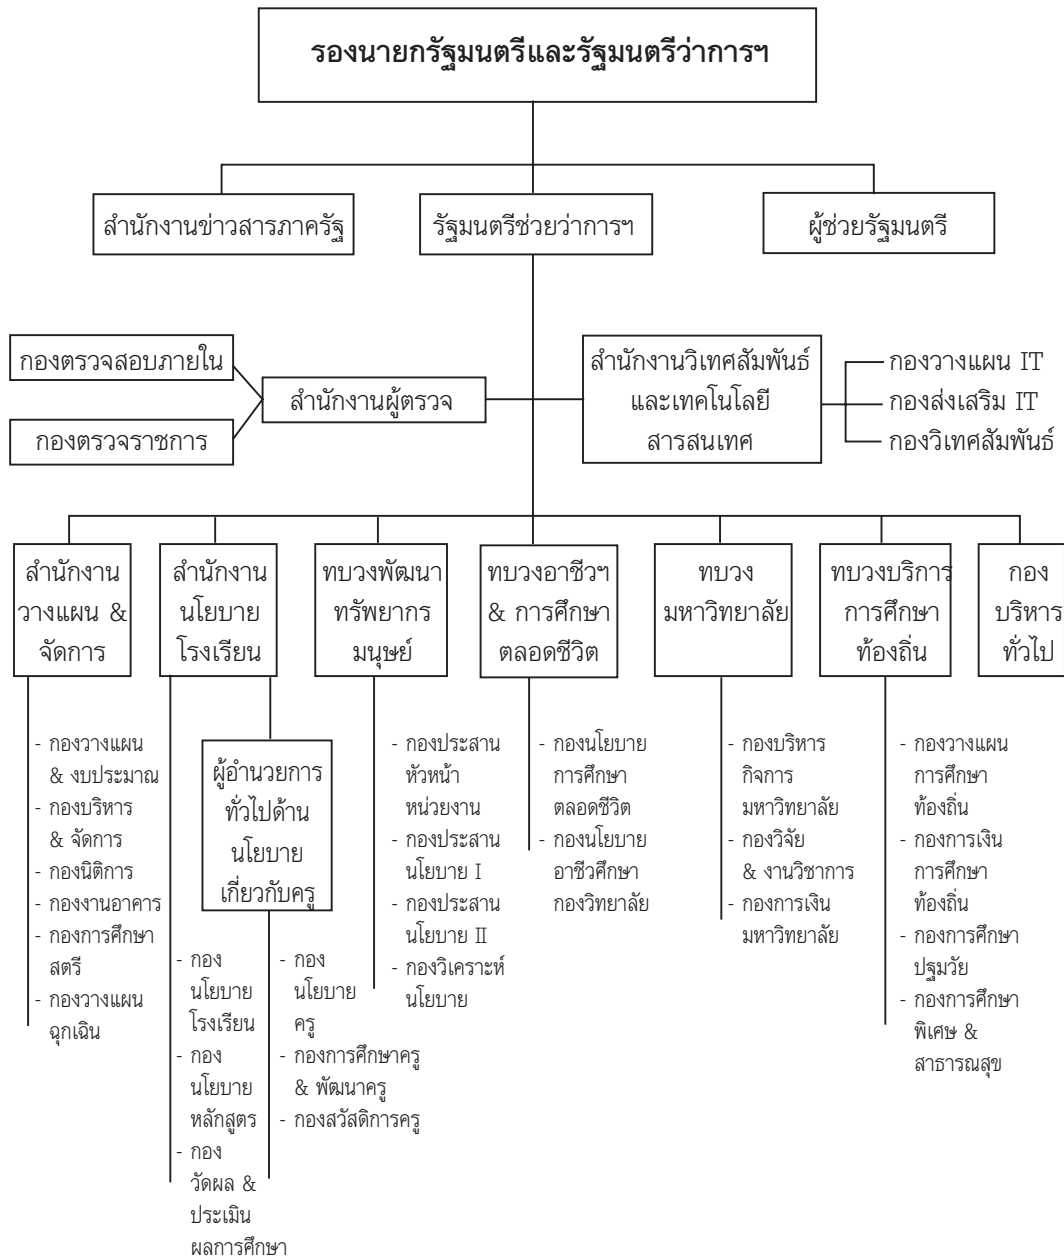 รองนายกรัฐมนตรีและรัฐมนตรีว่าการฯ
สำนักงานข่าวสารภาครัฐ
รัฐมนตรีช่วยว่าการฯ
ผู้ช่วยรัฐมนตรี
กองตรวจสอบภายใน
กองตรวจราชการ
สำนักงานผู้ตรวจ
สำนักงานวิเทศสัมพันธ์
และเทคโนโลยี
สารสนเทศ
กองวางแผน IT
กองส่งเสริม IT
กองวิเทศสัมพันธ์
สำนักงาน
วางแผน &
จัดการ
สำนักงาน
นโยบาย
โรงเรียน
ทบวงพัฒนา
ทรัพยากร
มนุษย์
ทบวงอาชีวฯ
& การศึกษา
ตลอดชีวิต
ทบวง
มหาวิทยาลัย
ทบวงบริการ
การศึกษา
ท้องถิ่น
กอง
บริหาร
ทั่วไป
- กองวางแผน
& งบประมาณ
- กองบริหาร
& จัดการ
- กองนิติการ
- กองงานอาคาร
- กองการศึกษา
สตรี
- กองวางแผน
ฉุกเฉิน
ผู้อำนวยการ
ทั่วไปด้าน
นโยบาย
เกี่ยวกับครู
- กอง
นโยบาย
โรงเรียน
- กอง
นโยบาย
หลักสูตร
- กอง
วัดผล &
ประเมิน
ผลการศึกษา
- กอง
นโยบาย
ครู
- กองการศึกษาครู
& พัฒนาครู
- กองสวัสดิการครู
- กองประสาน
หัวหน้า
หน่วยงาน
- กองประสาน
นโยบาย I
- กองประสาน
นโยบาย II
- กองวิเคราะห์
นโยบาย
- กองนโยบาย
การศึกษา
ตลอดชีวิต
- กองนโยบาย
อาชีวศึกษา
กองวิทยาลัย
- กองบริหาร
กิจการ
มหาวิทยาลัย
- กองวิจัย
& งานวิชาการ
- กองการเงิน
มหาวิทยาลัย
- กองวางแผน
การศึกษา
ท้องถิ่น
- กองการเงิน
การศึกษา
ท้องถิ่น
- กองการศึกษา
ปฐมวัย
- กองการศึกษา
พิเศษ &
สาธารณสุข